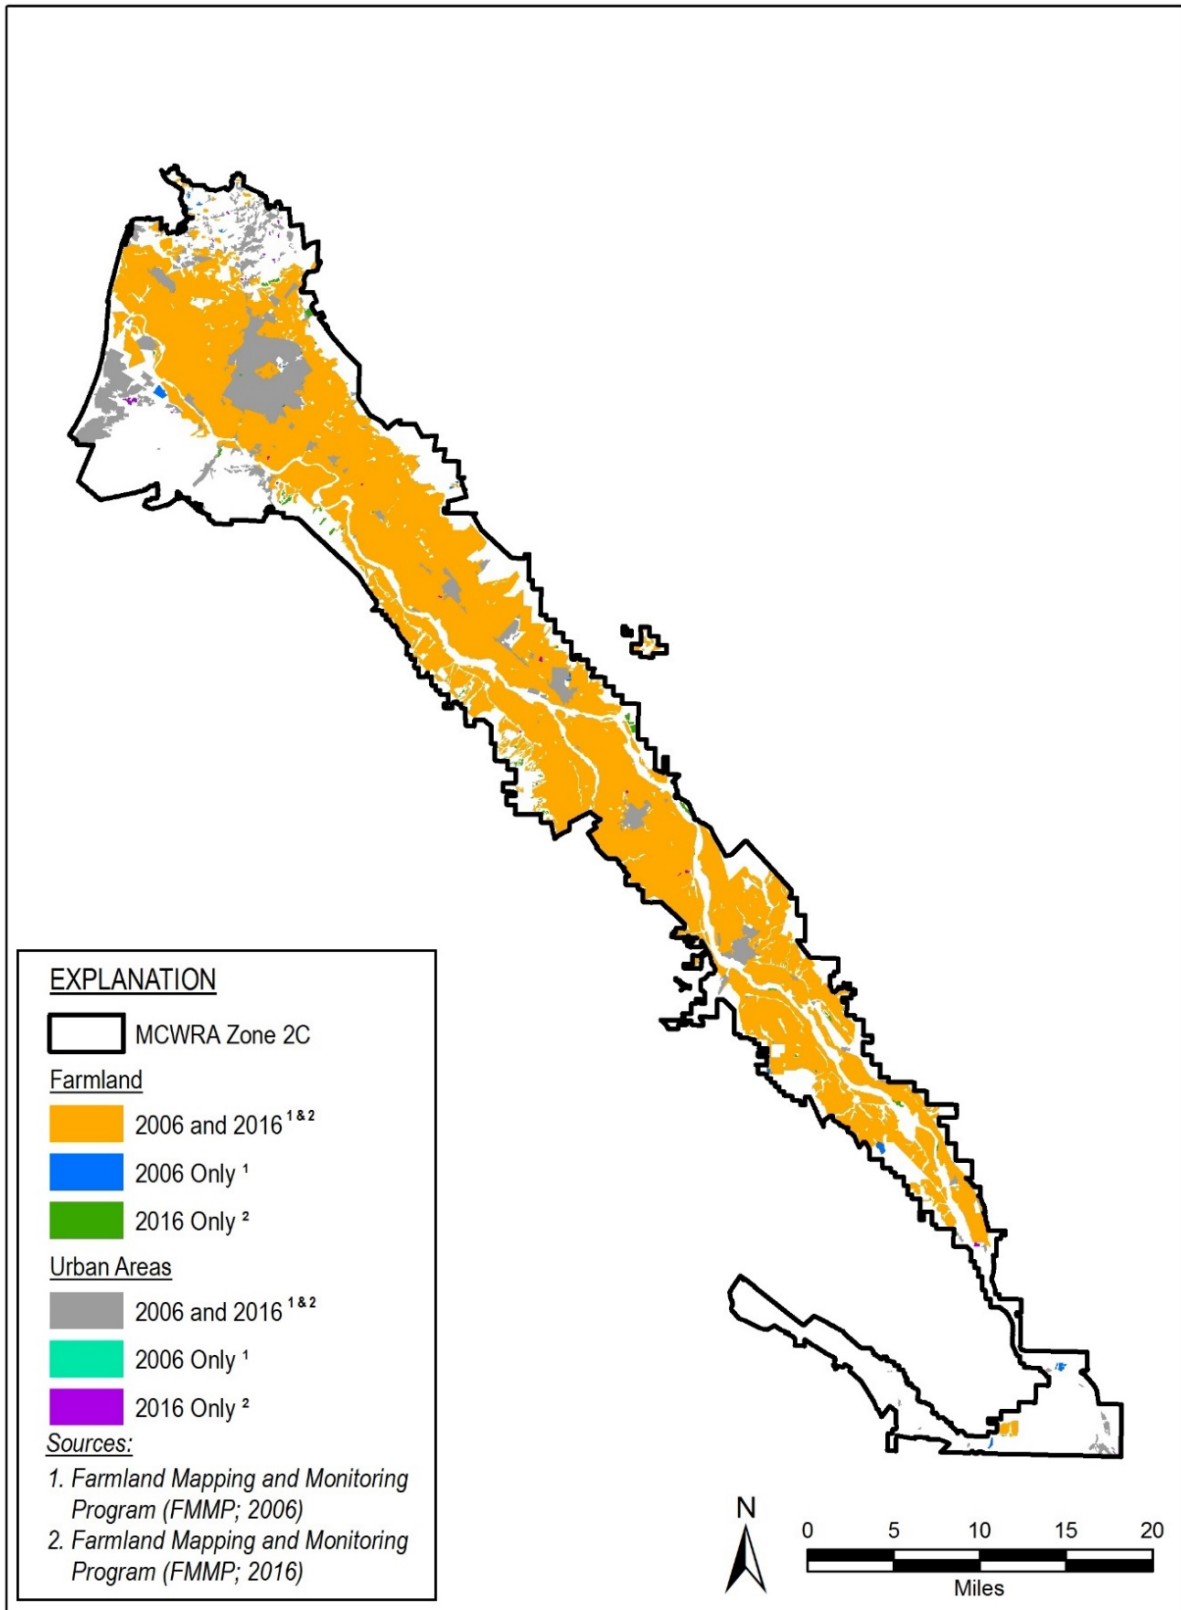 EXPLANATION
MCWRA Zone 2C
Farmland
2006 and 2016 ¹ & ²
2006 Only ¹
2016 Only ²
Urban Areas
2006 and 2016 ¹ & ²
2006 Only ¹
2016 Only ²
Sources:
1. Farmland Mapping and Monitoring
Program (FMMP; 2006)
2. Farmland Mapping and Monitoring
Program (FMMP; 2016)
N
0 5 10 15 20
Miles